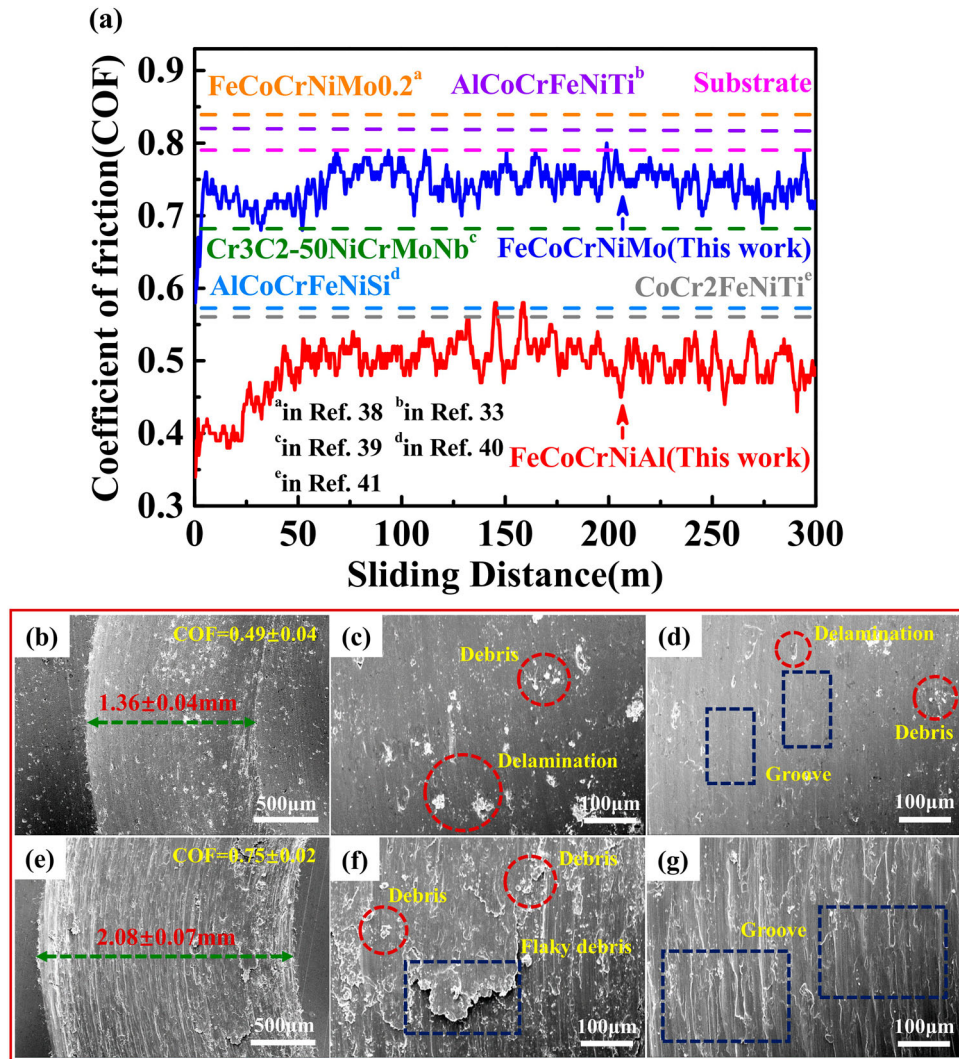 (a)
0.9
0.8
0.7
0.6
0.5
0.4
0.3
Coefficient of friction(COF)
FeCoCrNiMo0.2ᵃ AlCoCrFeNiTiᵇ Substrate
Cr3C2-50NiCrMoNbᶜ FeCoCrNiMo(This work)
AlCoCrFeNiSiᵈ CoCr2FeNiTiᵉ
ᵃin Ref. 38 ᵇin Ref. 33
ᶜin Ref. 39 ᵈin Ref. 40
ᵉin Ref. 41
FeCoCrNiAl(This work)
0 50 100 150 200 250 300
Sliding Distance(m)
(b)
COF=0.49±0.04
1.36±0.04mm
500μm
(c)
Debris
Delamination
100μm
(d)
Delamination
Debris
Groove
100μm
(e)
COF=0.75±0.02
2.08±0.07mm
500μm
(f)
Debris
Debris
Flaky debris
100μm
(g)
Groove
100μm